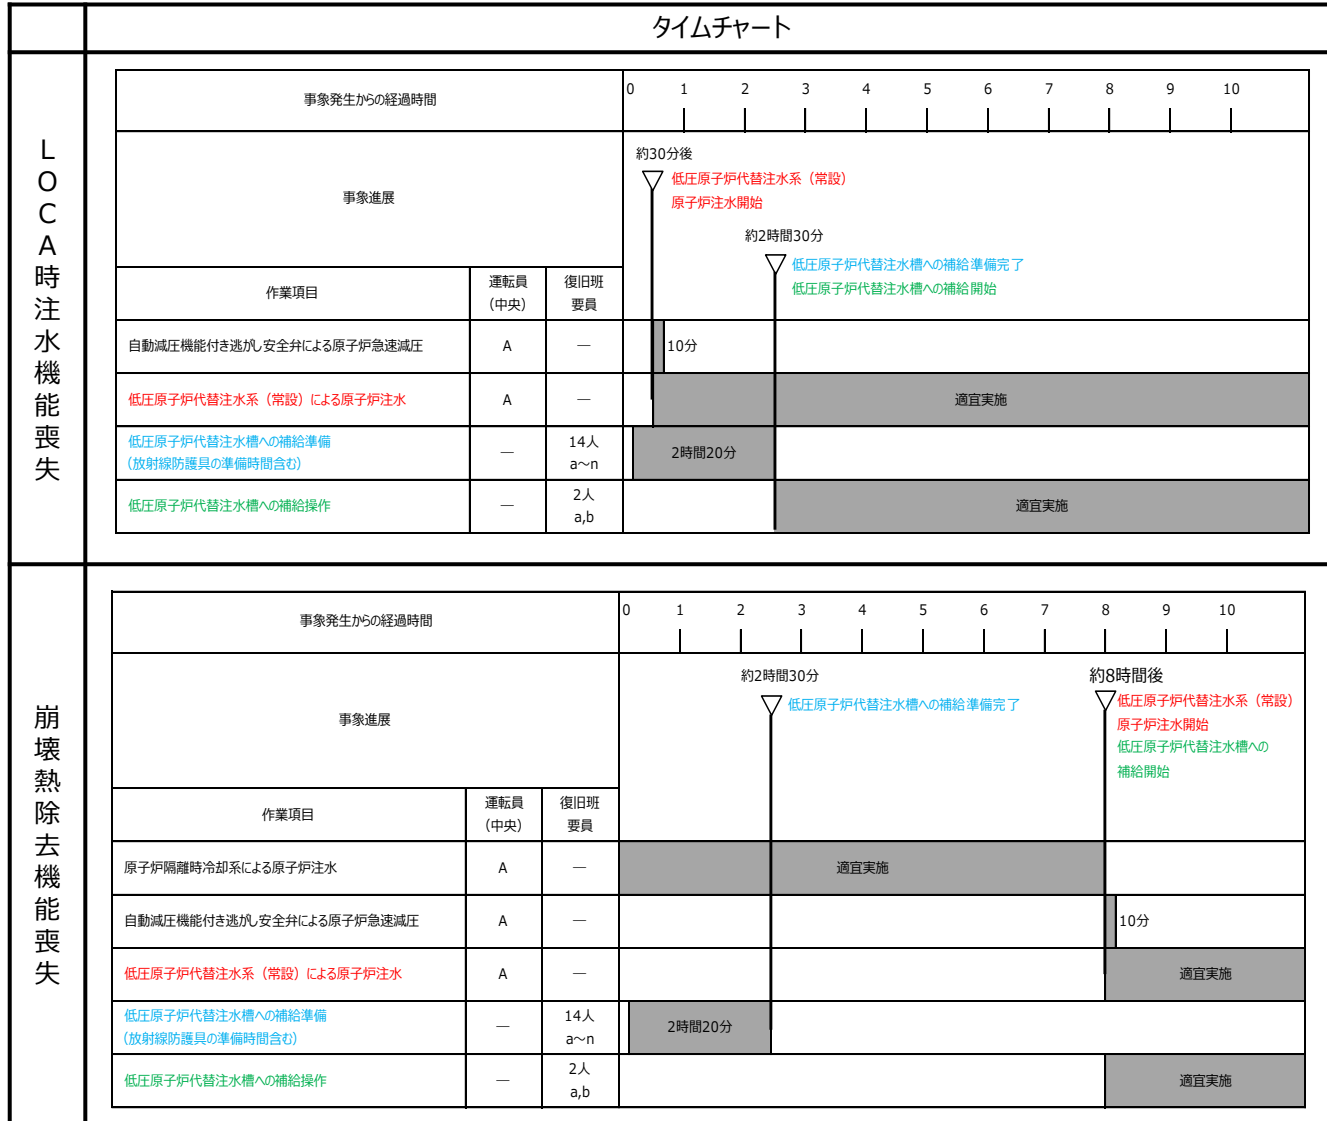 タイムチャート
LOCA時注水機能喪失
事象発生からの経過時間
0 1 2 3 4 5 6 7 8 9 10
事象進展
約30分後
低圧原子炉代替注水系（常設）
原子炉注水開始
約2時間30分
低圧原子炉代替注水槽への補給準備完了
低圧原子炉代替注水槽への補給開始
作業項目
運転員
（中央）
復旧班
要員
自動減圧機能付き逃がし安全弁による原子炉急速減圧 A ― 10分
低圧原子炉代替注水系（常設）による原子炉注水 A ― 適宜実施
低圧原子炉代替注水槽への補給準備
（放射線防護具の準備時間含む）
―
14人
a～n
2時間20分
低圧原子炉代替注水槽への補給操作
―
2人
a,b
適宜実施
崩壊熱除去機能喪失
事象発生からの経過時間
0 1 2 3 4 5 6 7 8 9 10
事象進展
約2時間30分
低圧原子炉代替注水槽への補給準備完了
約8時間後
低圧原子炉代替注水系（常設）
原子炉注水開始
低圧原子炉代替注水槽への
補給開始
作業項目
運転員
（中央）
復旧班
要員
原子炉隔離時冷却系による原子炉注水 A ― 適宜実施
自動減圧機能付き逃がし安全弁による原子炉急速減圧 A ― 10分
低圧原子炉代替注水系（常設）による原子炉注水 A ― 適宜実施
低圧原子炉代替注水槽への補給準備
（放射線防護具の準備時間含む）
―
14人
a～n
2時間20分
低圧原子炉代替注水槽への補給操作
―
2人
a,b
適宜実施